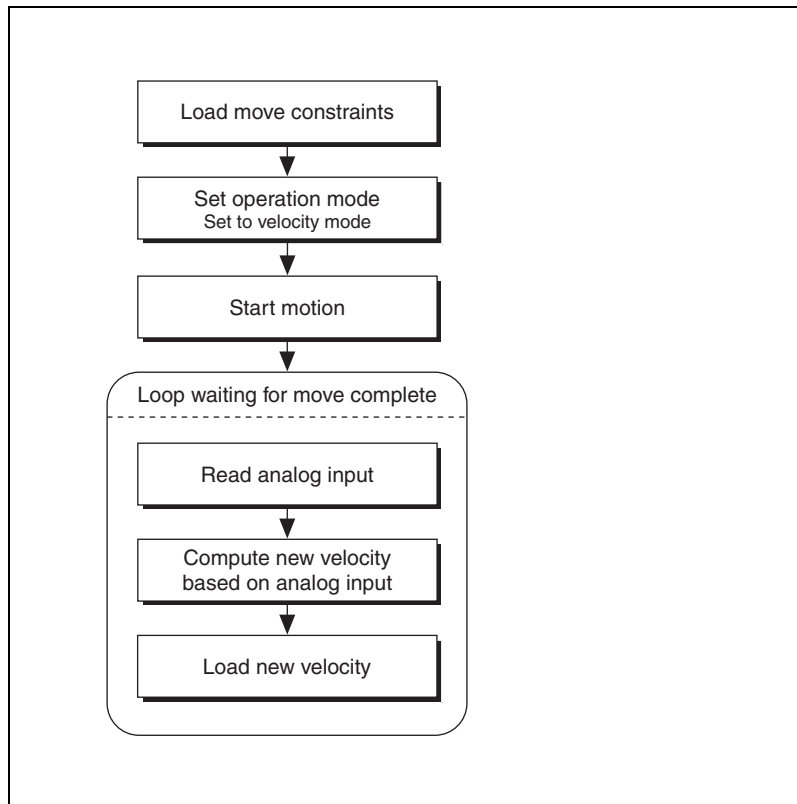 Load move constraints
Set operation mode
Set to velocity mode
Start motion
Loop waiting for move complete
Read analog input
Compute new velocity
based on analog input
Load new velocity